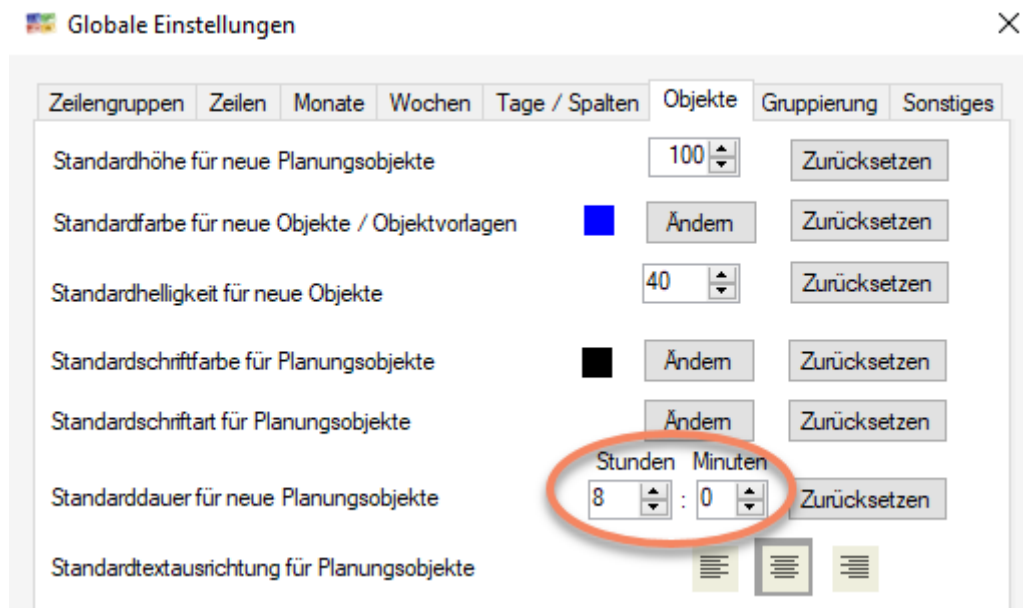 Globale Einstellungen
Zeilengruppen Zeilen Monate Wochen Tage / Spalten Objekte Gruppierung Sonstiges
Standardhöhe für neue Planungsobjekte 100 Zurücksetzen
Standardfarbe für neue Objekte / Objektvorlagen Ändern Zurücksetzen
Standardhelligkeit für neue Objekte 40 Zurücksetzen
Standardschriftfarbe für Planungsobjekte Ändern Zurücksetzen
Standardschriftart für Planungsobjekte Ändern Zurücksetzen
Stunden Minuten
Standarddauer für neue Planungsobjekte 8 : 0 Zurücksetzen
Standardtextausrichtung für Planungsobjekte